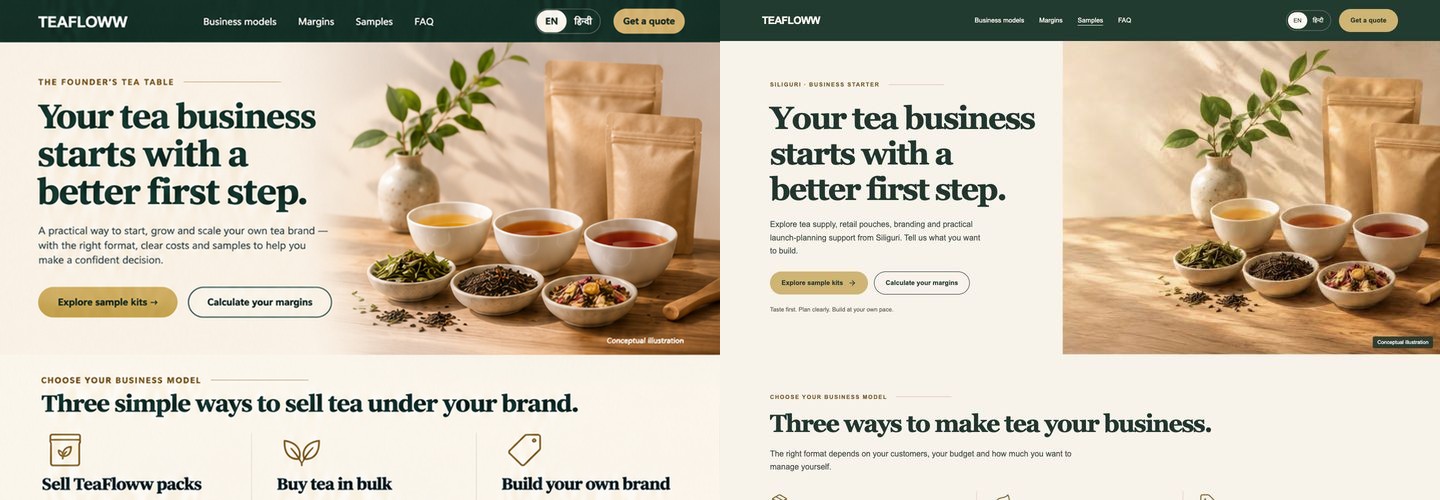 TEAFLOWW
Business models Margins Samples FAQ
EN हिन्दी
Get a quote
THE FOUNDER'S TEA TABLE
Your tea business
starts with a
better first step.
A practical way to start, grow and scale your own tea brand —
with the right format, clear costs and samples to help you
make a confident decision.
Explore sample kits →
Calculate your margins
Conceptual illustration
CHOOSE YOUR BUSINESS MODEL
Three simple ways to sell tea under your brand.
Sell TeaFloww packs
Buy tea in bulk
Build your own brand
TEAFLOWW
Business models Margins Samples FAQ
EN हिन्दी
Get a quote
SILIGURI · BUSINESS STARTER
Your tea business
starts with a
better first step.
Explore tea supply, retail pouches, branding and practical
launch-planning support from Siliguri. Tell us what you want
to build.
Explore sample kits →
Calculate your margins
Taste first. Plan clearly. Build at your own pace.
Conceptual illustration
CHOOSE YOUR BUSINESS MODEL
Three ways to make tea your business.
The right format depends on your customers, your budget and how much you want to
manage yourself.